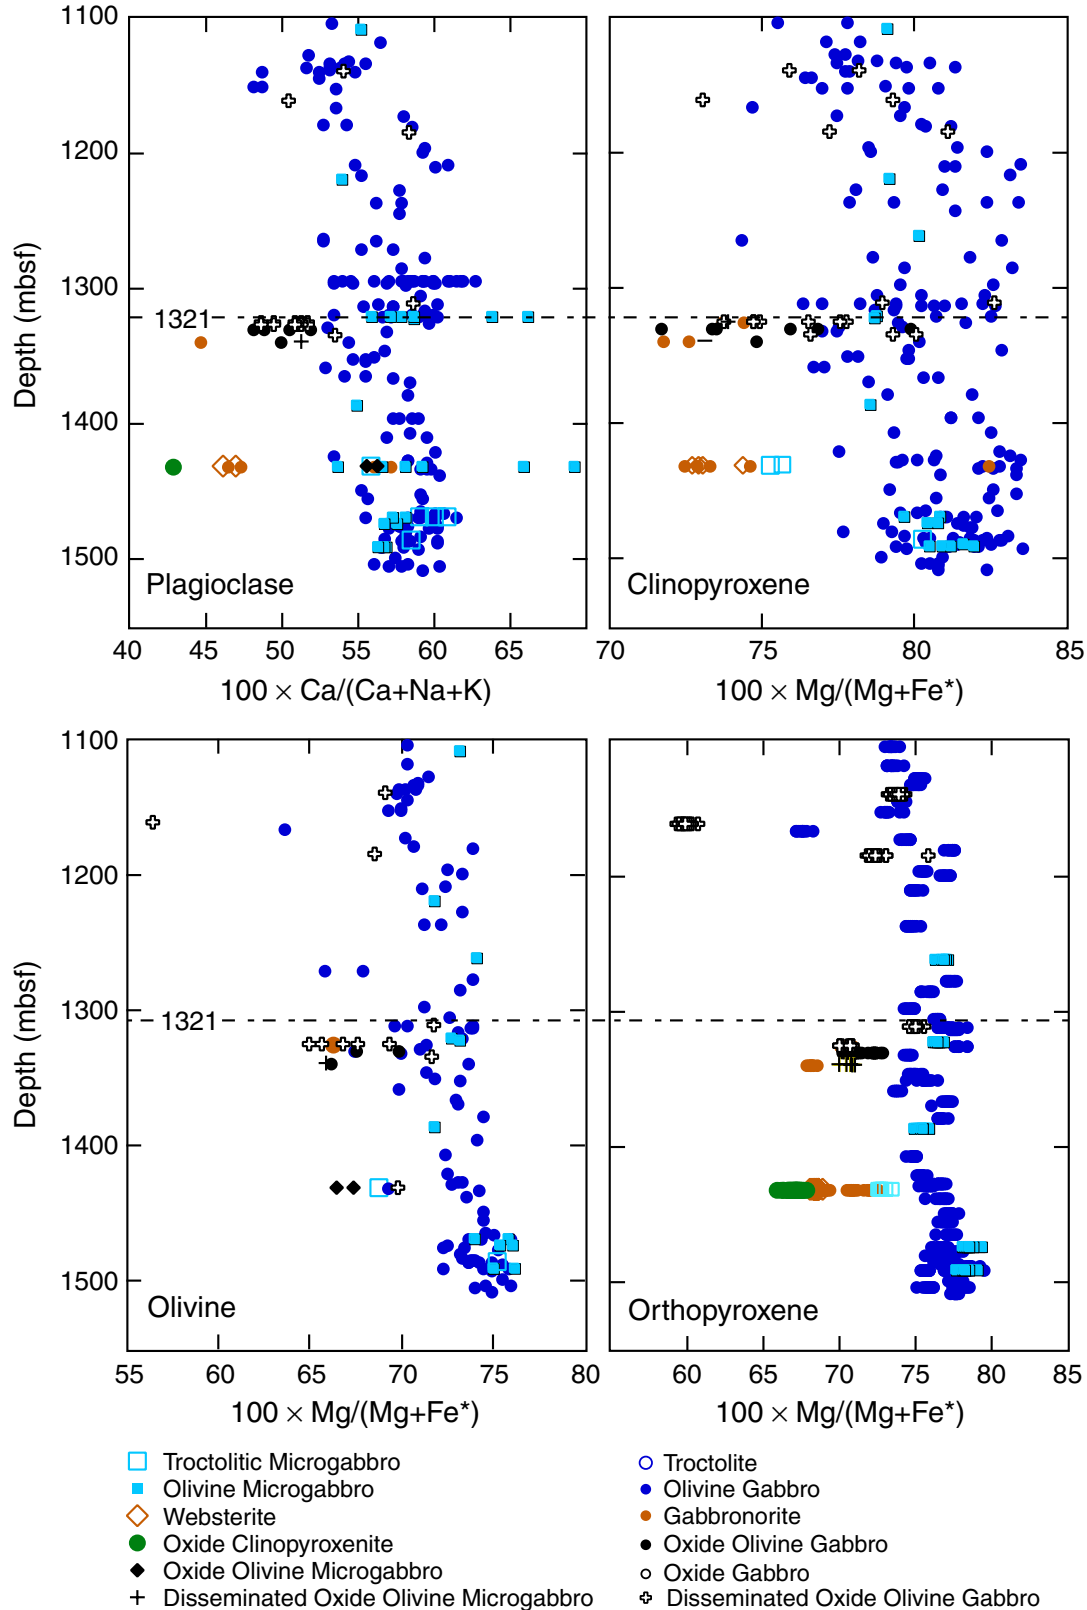 1100
1200
1300
1400
1500
Depth (mbsf)
1321
Plagioclase
Clinopyroxene
40 45 50 55 60 70 75 80 85
100 × Ca/(Ca+Na+K) 100 × Mg/(Mg+Fe*)
1100
1200
1300
1400
1500
Depth (mbsf)
1321 1321
Olivine
Orthopyroxene
55 60 65 70 75 80 60 65 70 75 80 85
100 × Mg/(Mg+Fe*) 100 × Mg/(Mg+Fe*)
Troctolitic Microgabbro
Olivine Microgabbro
Websterite
Oxide Clinopyroxenite
Oxide Olivine Microgabbro
Disseminated Oxide Olivine Microgabbro
Troctolite
Olivine Gabbro
Gabbronorite
Oxide Olivine Gabbro
Oxide Gabbro
Disseminated Oxide Olivine Gabbro